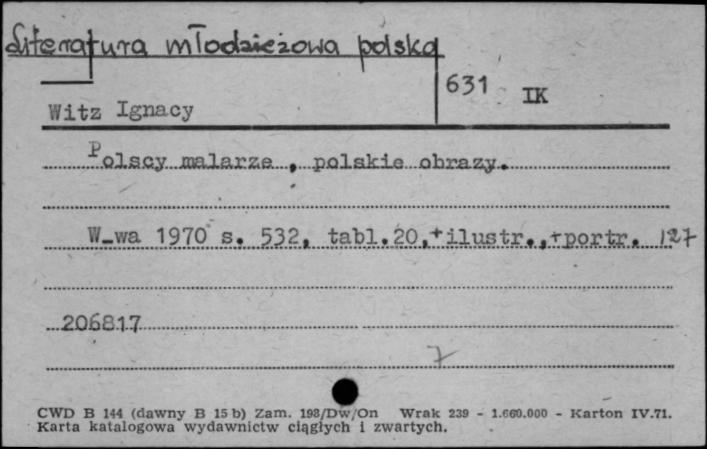 Literatura młodzieżowa polska
631 IK
Witz Ignacy
Polscy malarze , polskie obrazy.
W-wa 1970 s. 532, tabl.20,+ilustr.,+portr. 127
206817
7
CWD B 144 (dawny B 15 b) Zam. 198/Dw/On Wrak 239 - 1.660.000 - Karton IV.71.
Karta katalogowa wydawnictw ciągłych i zwartych.